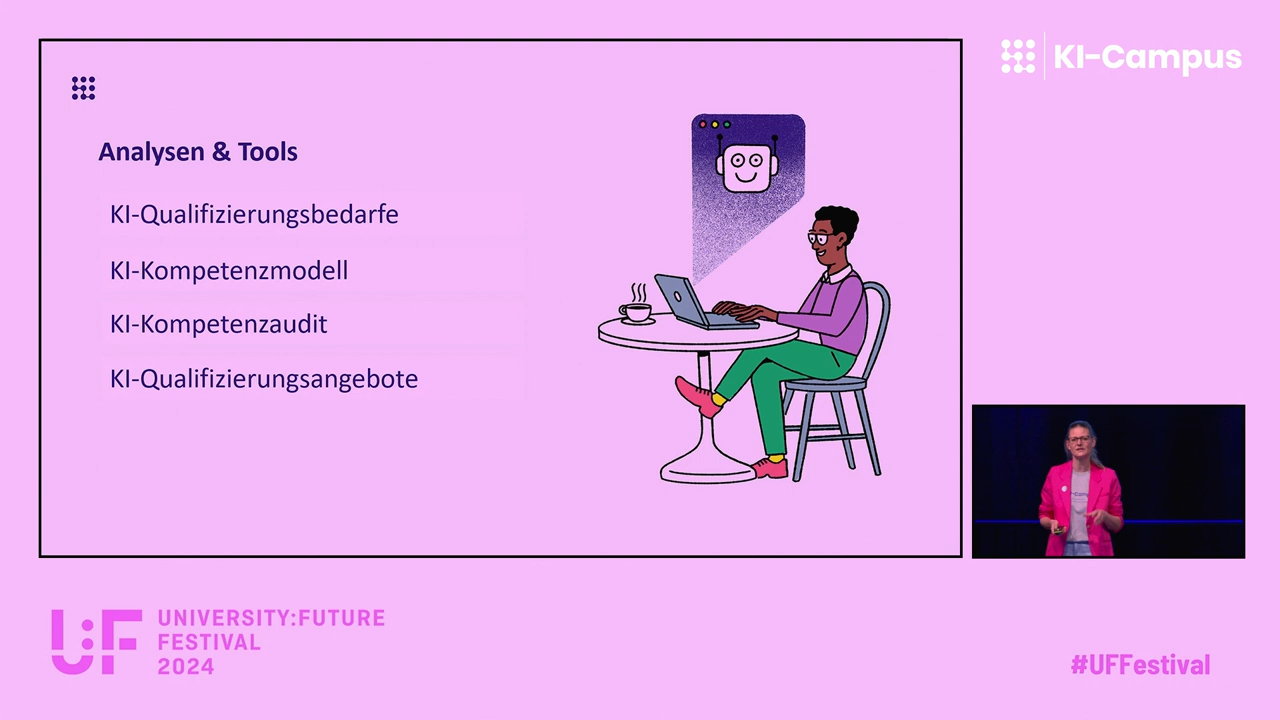 KI-Campus
Analysen & Tools
KI-Qualifizierungsbedarfe
KI-Kompetenzmodell
KI-Kompetenzaudit
KI-Qualifizierungsangebote
U:F UNIVERSITY:FUTURE
FESTIVAL
2024
#UFFestival